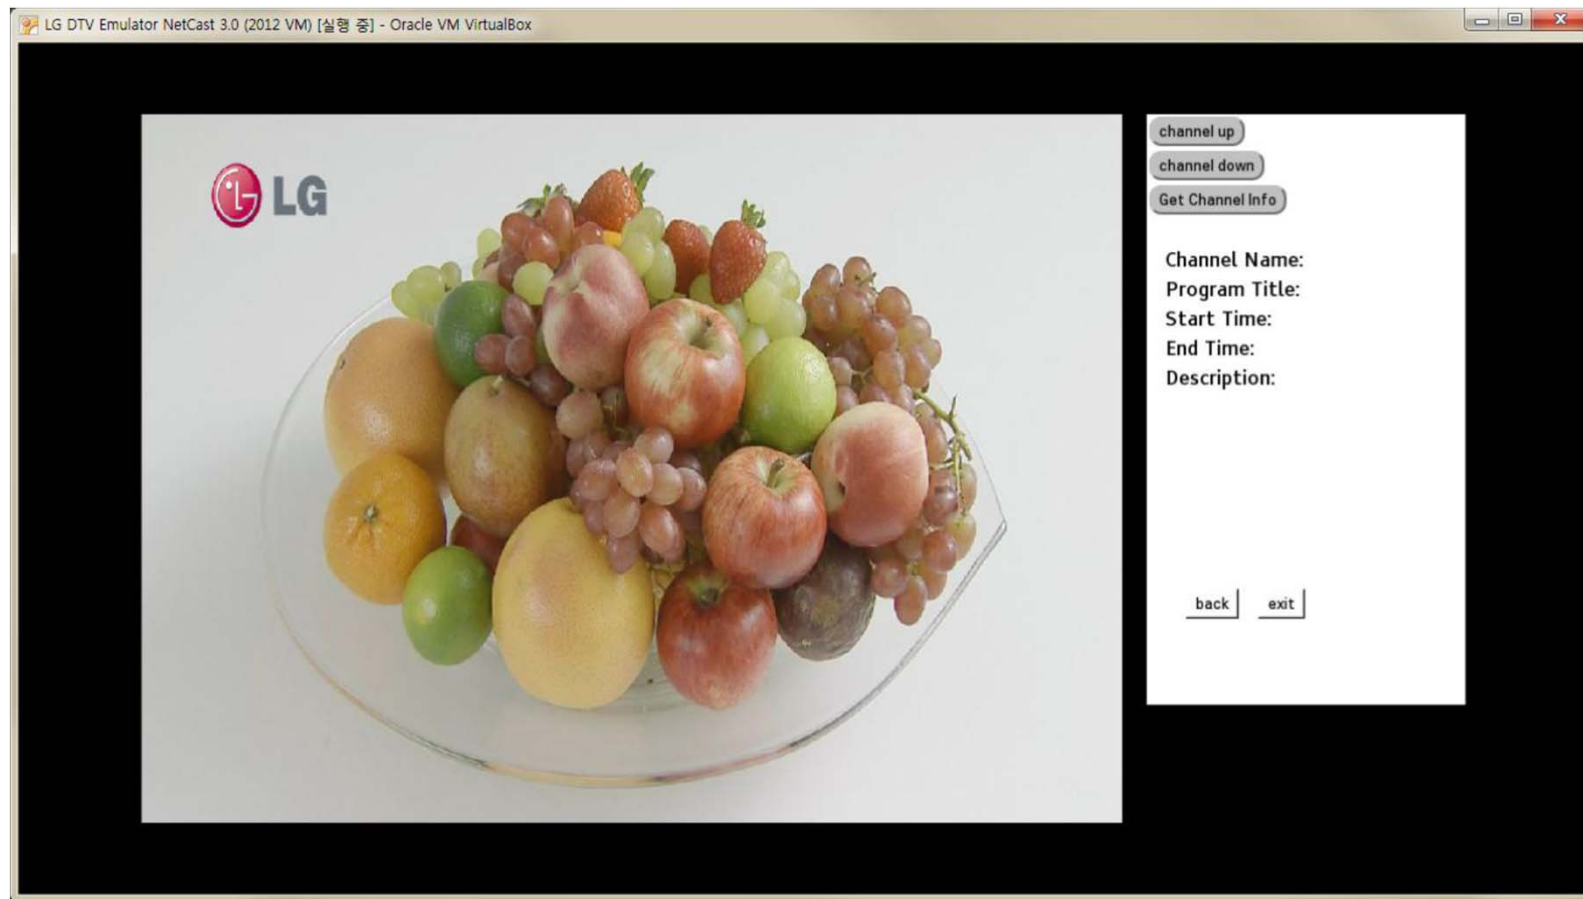 LG DTV Emulator NetCast 3.0 (2012 VM) [실행 중] - Oracle VM VirtualBox
LG
channel up
channel down
Get Channel Info
Channel Name:
Program Title:
Start Time:
End Time:
Description:
back exit